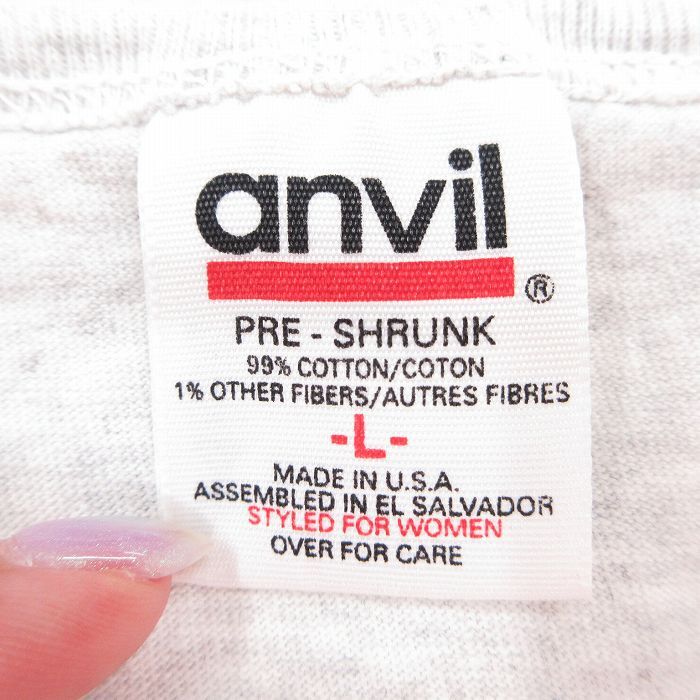 anvil
®
PRE - SHRUNK
99% COTTON/COTON
1% OTHER FIBERS/AUTRES FIBRES
-L-
MADE IN U.S.A.
ASSEMBLED IN EL SALVADOR
STYLED FOR WOMEN
OVER FOR CARE